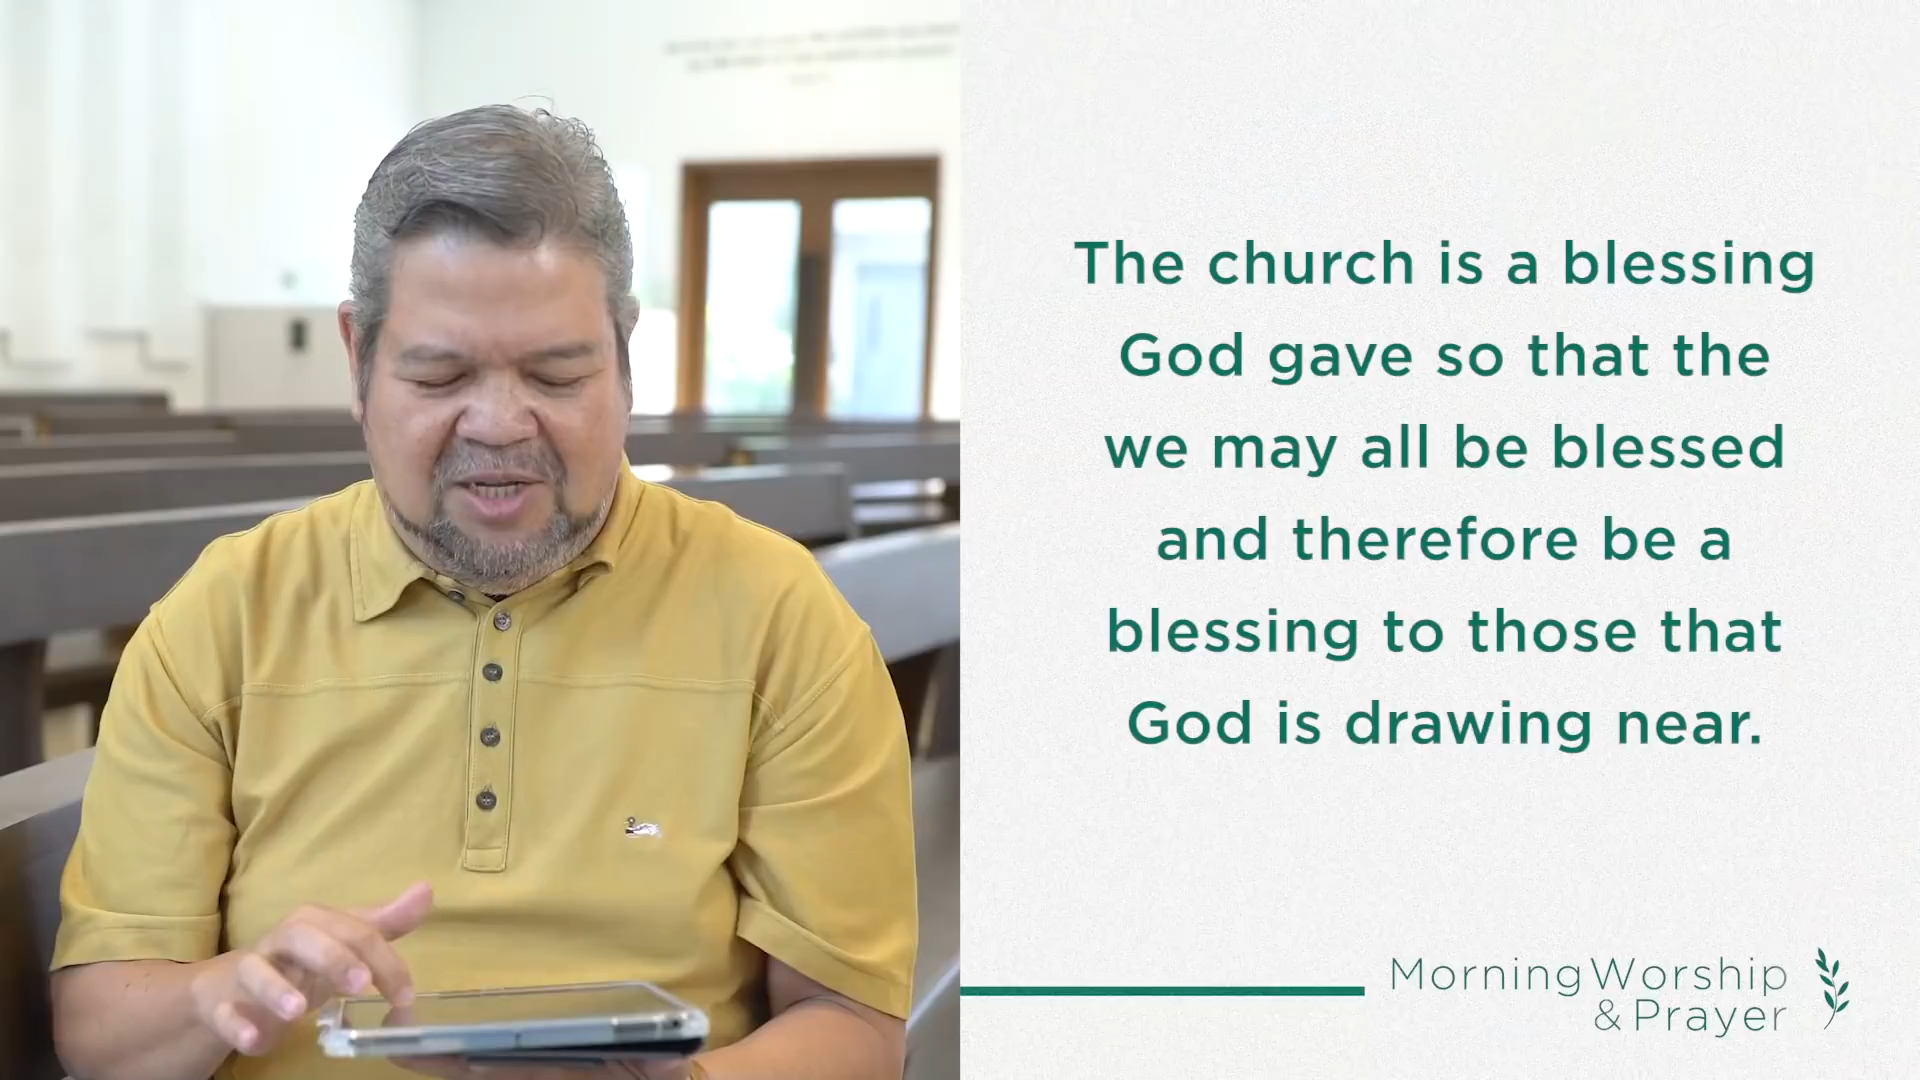 The church is a blessing
God gave so that the
we may all be blessed
and therefore be a
blessing to those that
God is drawing near.
Morning Worship
& Prayer